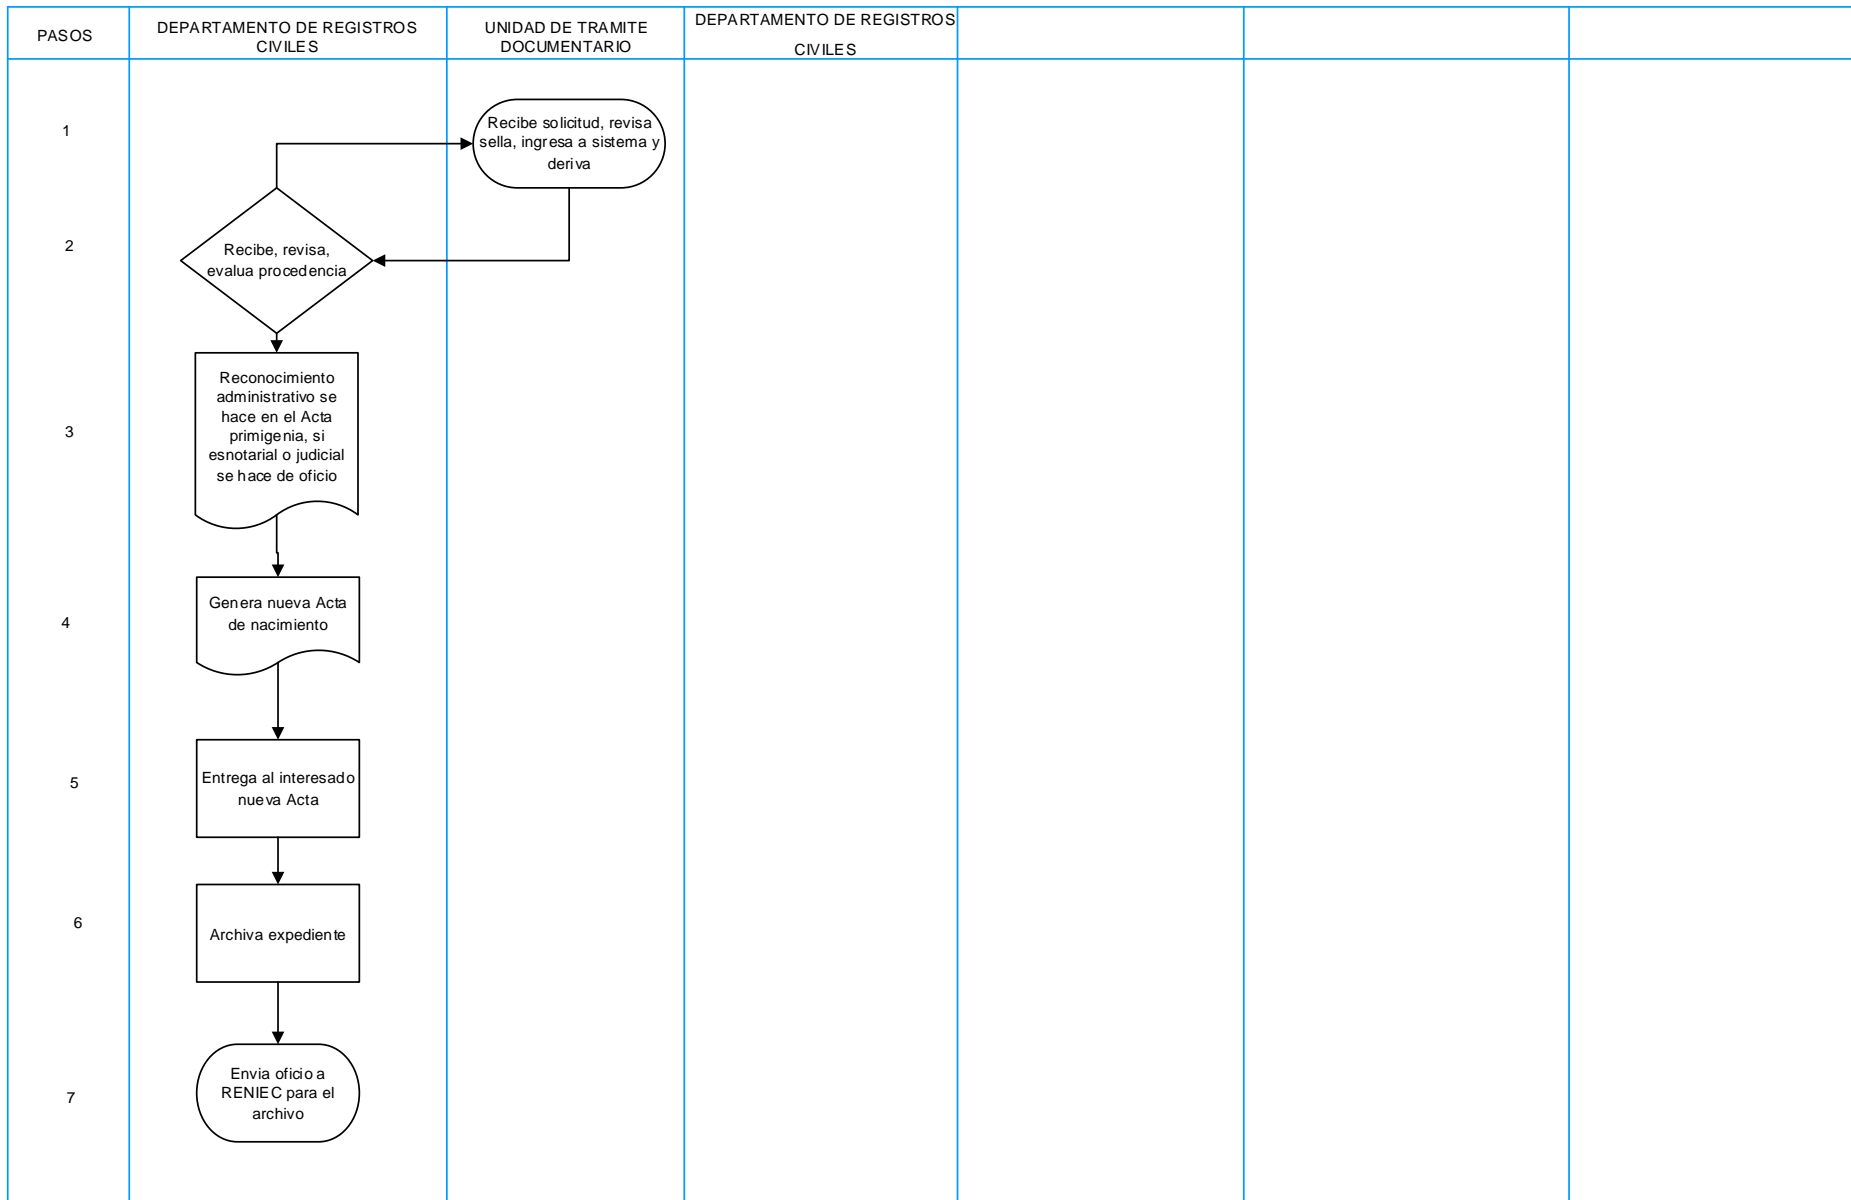 PASOS
DEPARTAMENTO DE REGISTROS
CIVILES
UNIDAD DE TRAMITE
DOCUMENTARIO
DEPARTAMENTO DE REGISTROS
CIVILES
1
Recibe solicitud, revisa
sella, ingresa a sistema y
deriva
2
Recibe, revisa,
evalua procedencia
3
Reconocimiento
administrativo se
hace en el Acta
primigenia, si
esnotarial o judicial
se hace de oficio
4
Genera nueva Acta
de nacimiento
5
Entrega al interesado
nueva Acta
6
Archiva expediente
7
Envia oficio a
RENIEC para el
archivo